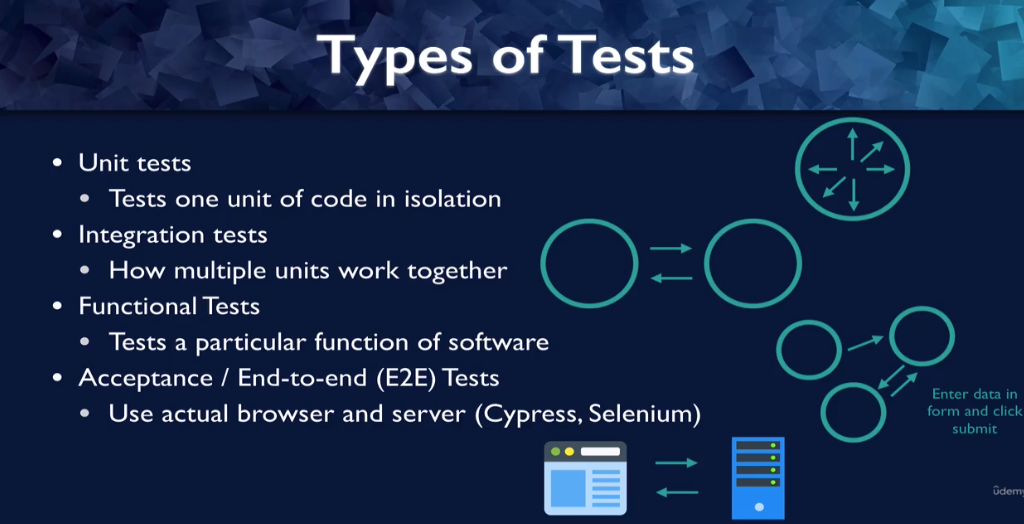 Types of Tests
Unit tests
Tests one unit of code in isolation
Integration tests
How multiple units work together
Functional Tests
Tests a particular function of software
Acceptance / End-to-end (E2E) Tests
Use actual browser and server (Cypress, Selenium)
Enter data in
form and click
submit
ûdemy